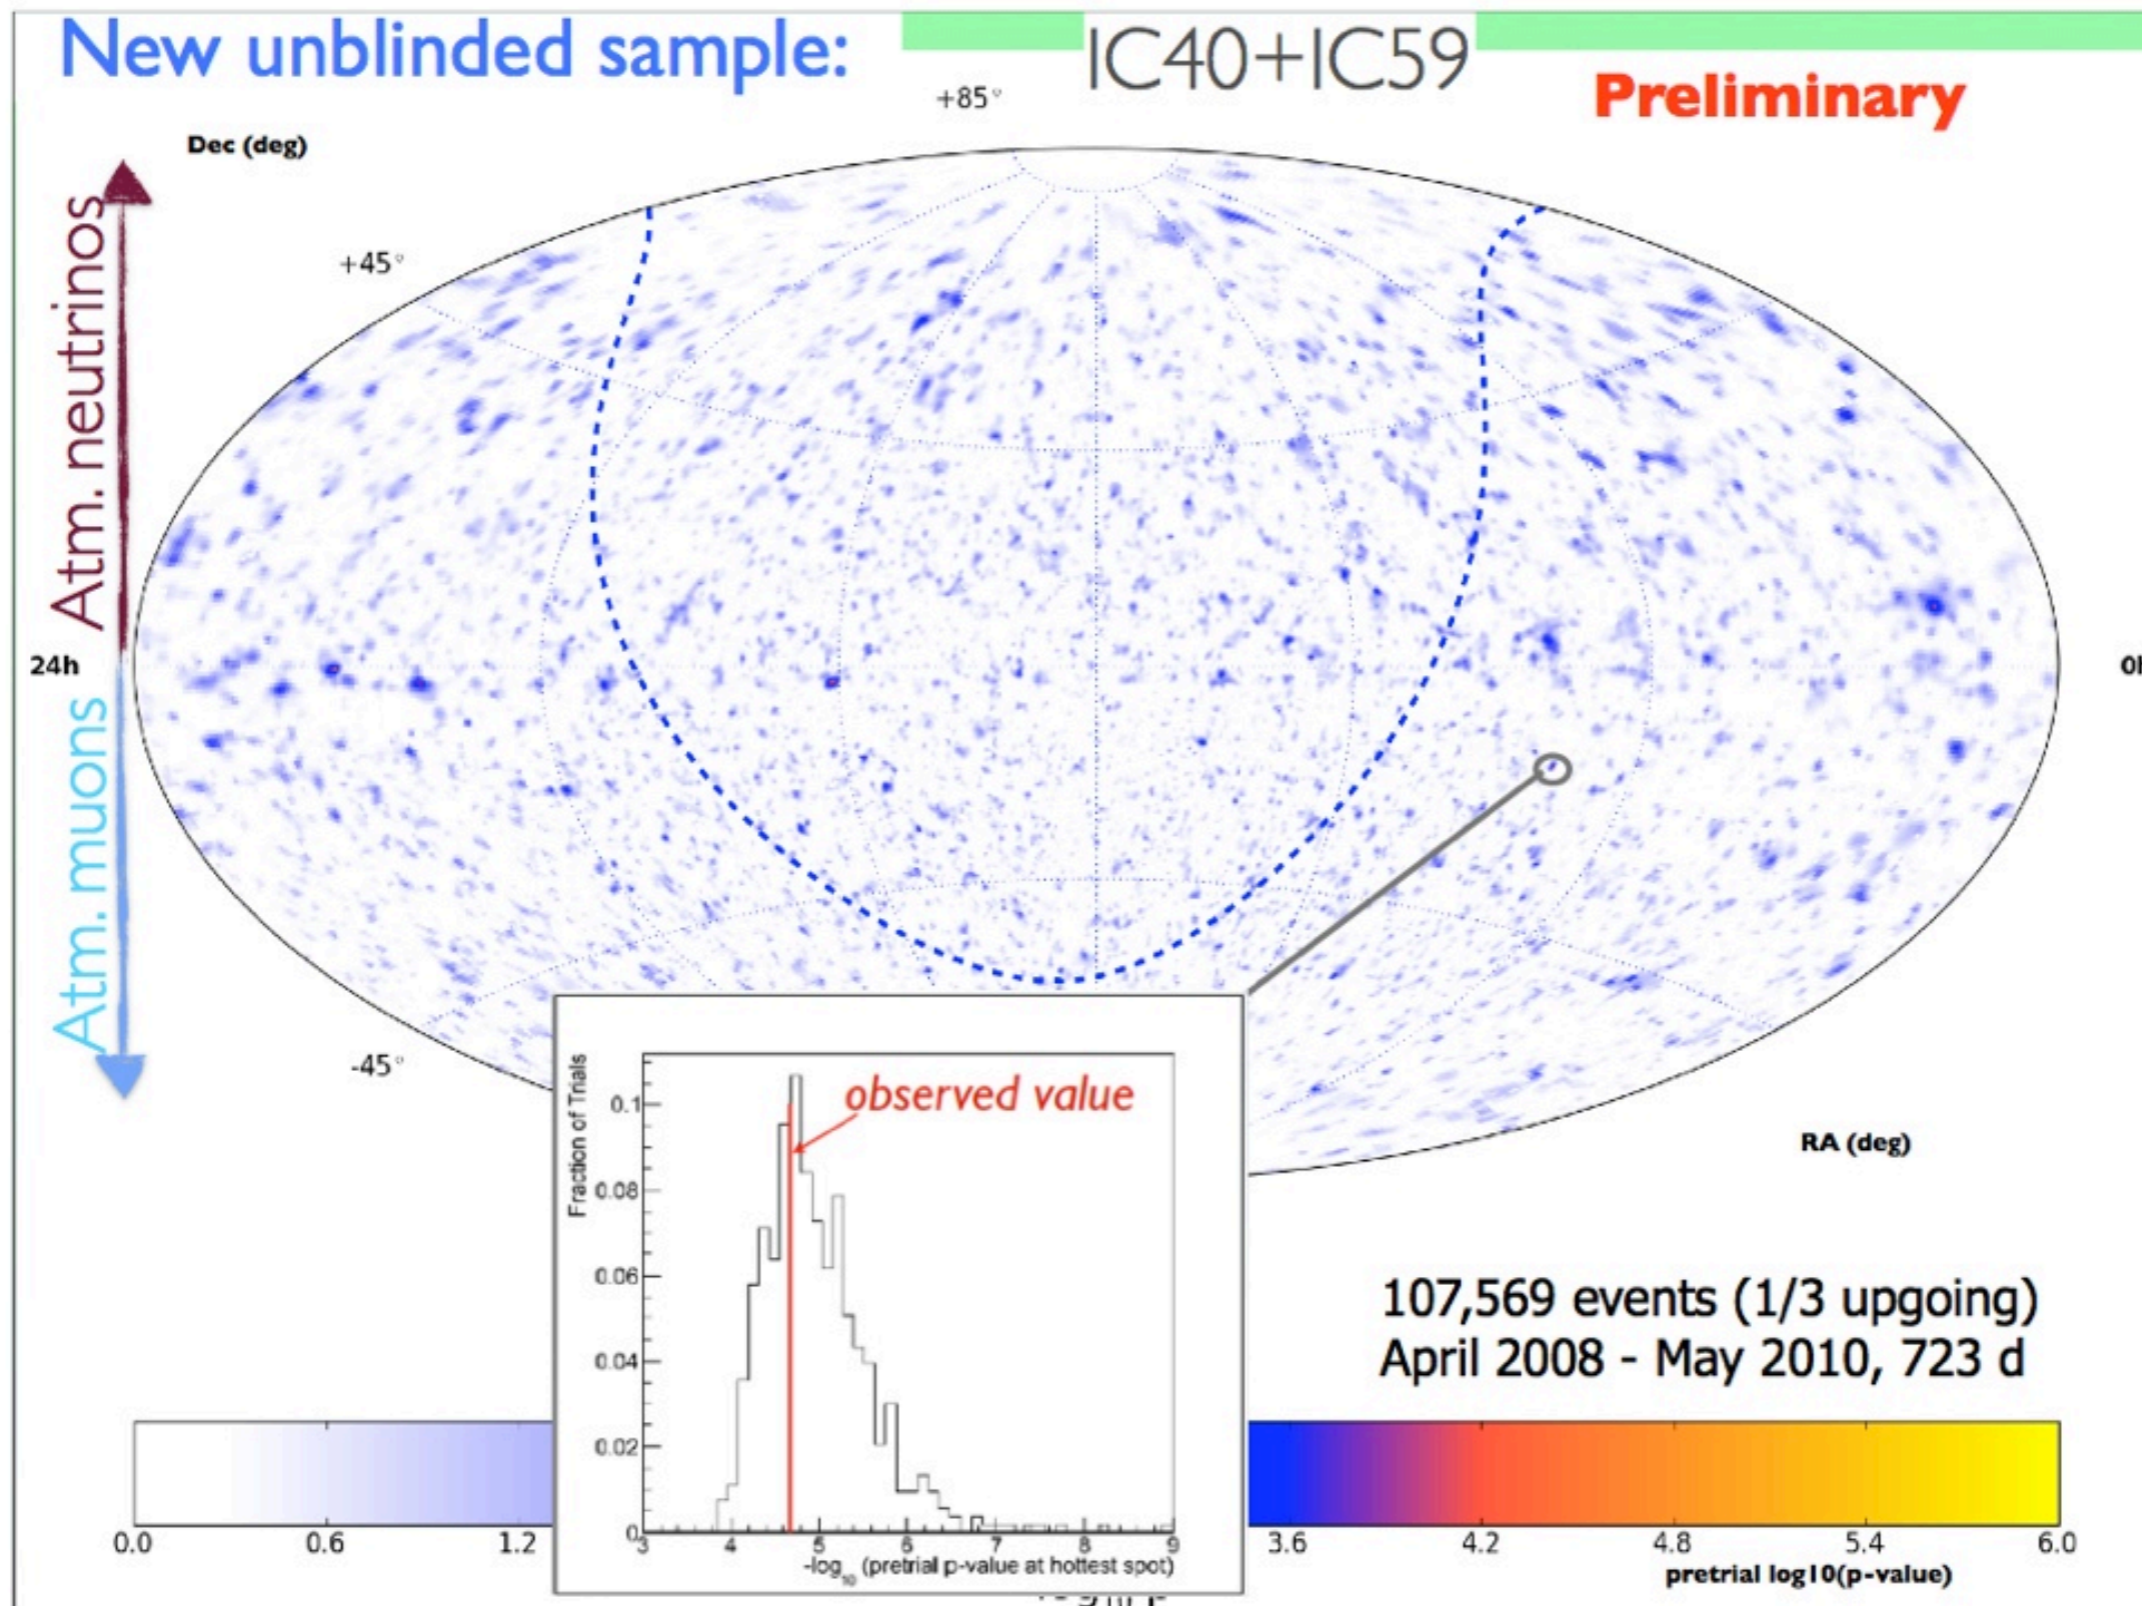 New unblinded sample:
IC40+IC59
Preliminary
+85°
Dec (deg)
+45°
Atm. neutrinos
24h
Atm. muons
-45°
RA (deg)
Fraction of Trials
observed value
0.1
0.08
0.06
0.04
0.02
0
3 4 5 6 7 8 9
-log10 (pretrial p-value at hottest spot)
107,569 events (1/3 upgoing)
April 2008 - May 2010, 723 d
0.0 0.6 1.2 3.6 4.2 4.8 5.4 6.0
pretrial log10(p-value)